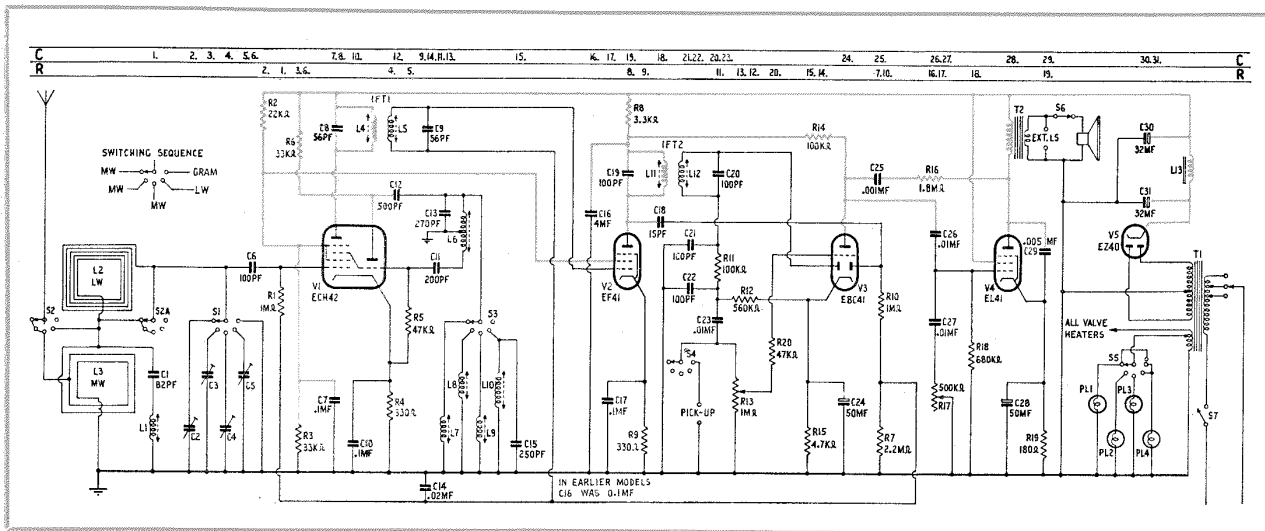 C 1. 2. 3. 4. 5.6. 7.8. 10. 12. 9.14.11.13. 15. 16. 17. 19. 18. 21.22. 20.23. 24. 25. 26.27. 28. 29. 30.31. C
R 2. 1. 3.6. 4. 5. 8. 9. 11. 13. 12. 20. 15. 14. 7.10. 16.17. 18. 19. R
SWITCHING SEQUENCE
MW GRAM
MW LW
MW
R2
22KΩ
R6
33KΩ
C8
56PF
IFT1
L4
L5
C9
56PF
C12
500PF
C13
270PF
L6
C11
200PF
C6
100PF
V1
ECH42
R1
1MΩ
R5
47KΩ
L2
LW
S2
S2A
S1
L3
MW
C1
82PF
C3
C5
C2
C4
L1
R3
33KΩ
C7
.1MF
C10
.1MF
R4
330Ω
S3
L8
L10
L7
L9
C15
250PF
C14
.02MF
C16
4MF
R8
3.3KΩ
IFT2
C19
100PF
L11
L12
C20
100PF
C18
15PF
V2
EF41
C21
100PF
C22
100PF
R11
100KΩ
R12
560KΩ
C23
.01MF
S4
PICK-UP
R13
1MΩ
R20
47KΩ
C17
.1MF
R9
330Ω
IN EARLIER MODELS
C16 WAS 0.1MF
R14
100KΩ
C25
.001MF
R16
1.8MΩ
V3
EBC41
R10
1MΩ
R15
4.7KΩ
C24
50MF
R7
2.2MΩ
C26
.01MF
C27
.01MF
500KΩ
R17
R18
680KΩ
V4
EL41
.005 MF
C29
C28
50MF
R19
180Ω
T2
S6
EXT. LS
C30
32MF
C31
32MF
L13
V5
EZ40
T1
ALL VALVE
HEATERS
S5
PL1
PL3
PL2
PL4
S7